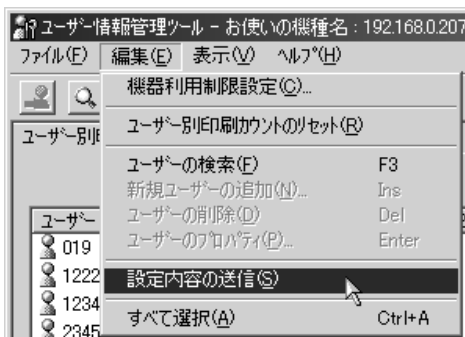 ユーザー情報管理ツール - お使いの機種名 : 192.168.0.207
ファイル(F) 編集(E) 表示(V) ヘルプ(H)
機器利用制限設定(C)...
ユーザー別印刷カウントのリセット(R)
ユーザー別印
ユーザーの検索(F) F3
新規ユーザーの追加(N)... Ins
ユーザーの削除(D) Del
ユーザーのプロパティ(P)... Enter
ユーザー
019
1222
設定内容の送信(S)
1234
すべて選択(A) Ctrl+A
2345